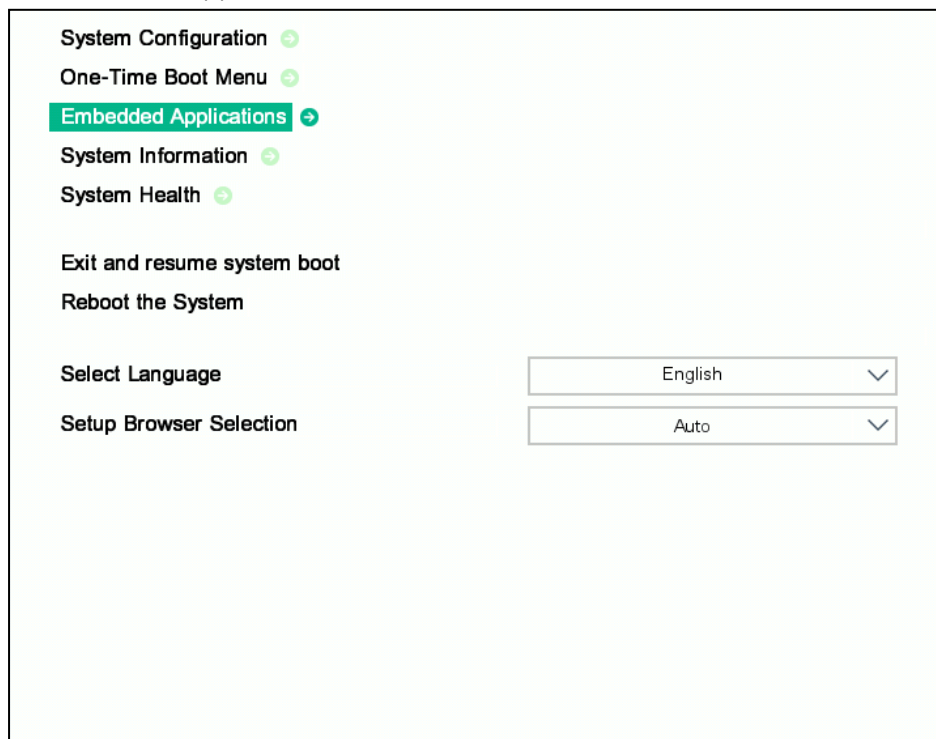 System Configuration
One-Time Boot Menu
Embedded Applications
System Information
System Health
Exit and resume system boot
Reboot the System
Select Language English
Setup Browser Selection Auto